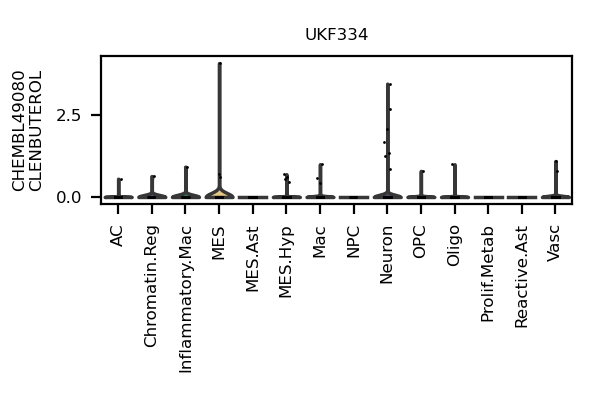 UKF334
CHEMBL49080
CLENBUTEROL
2.5
0.0
AC
Chromatin.Reg
Inflammatory.Mac
MES
MES.Ast
MES.Hyp
Mac
NPC
Neuron
OPC
Oligo
Prolif.Metab
Reactive.Ast
Vasc